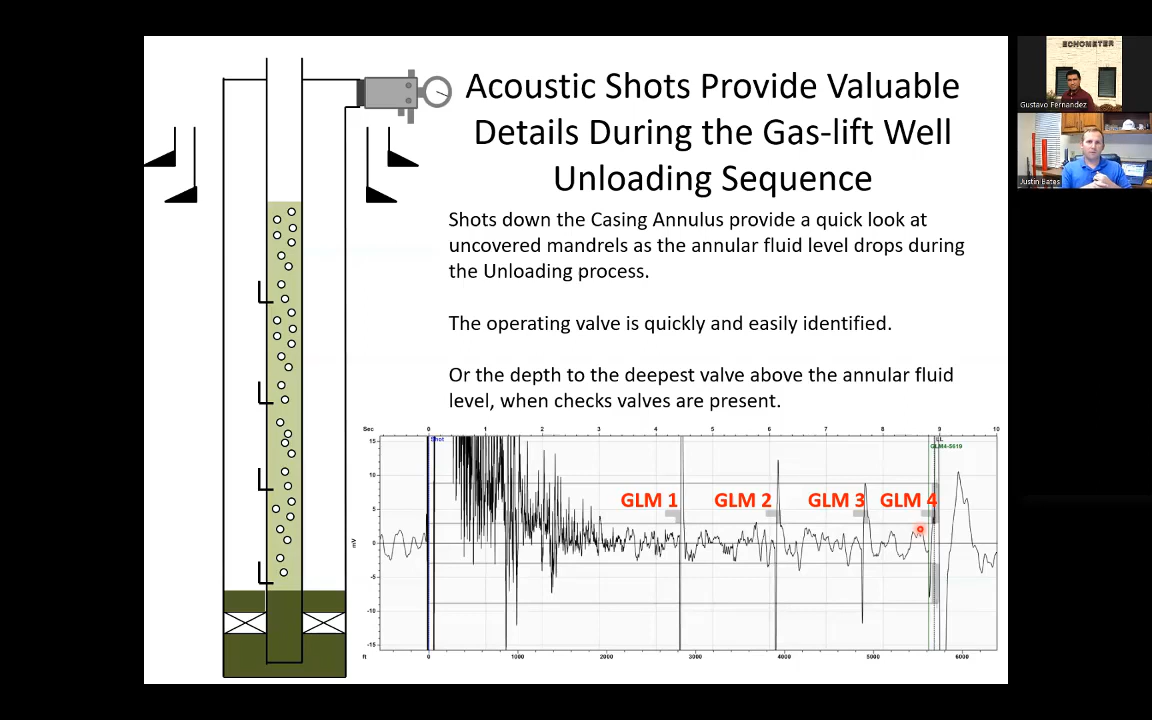 Acoustic Shots Provide Valuable
Details During the Gas-lift Well
Unloading Sequence
Shots down the Casing Annulus provide a quick look at
uncovered mandrels as the annular fluid level drops during
the Unloading process.
The operating valve is quickly and easily identified.
Or the depth to the deepest valve above the annular fluid
level, when checks valves are present.
Sec 0 1 2 3 4 5 6 7 8 9 10
Shot
LL
GLM4-5619
15
10
5
0
-5
-10
-15
mV
GLM 1
GLM 2
GLM 3
GLM 4
ft 0 1000 2000 3000 4000 5000 6000
ECHOMETER
Gustavo Fernandez
Justin Bates